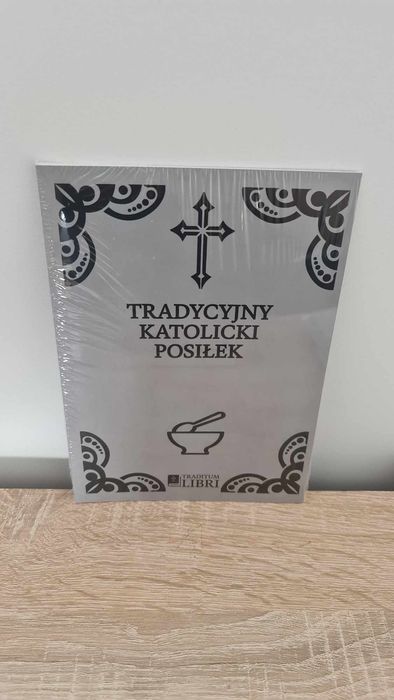 TRADYCYJNY
KATOLICKI
POSIŁEK
TRADITUM
LIBRI